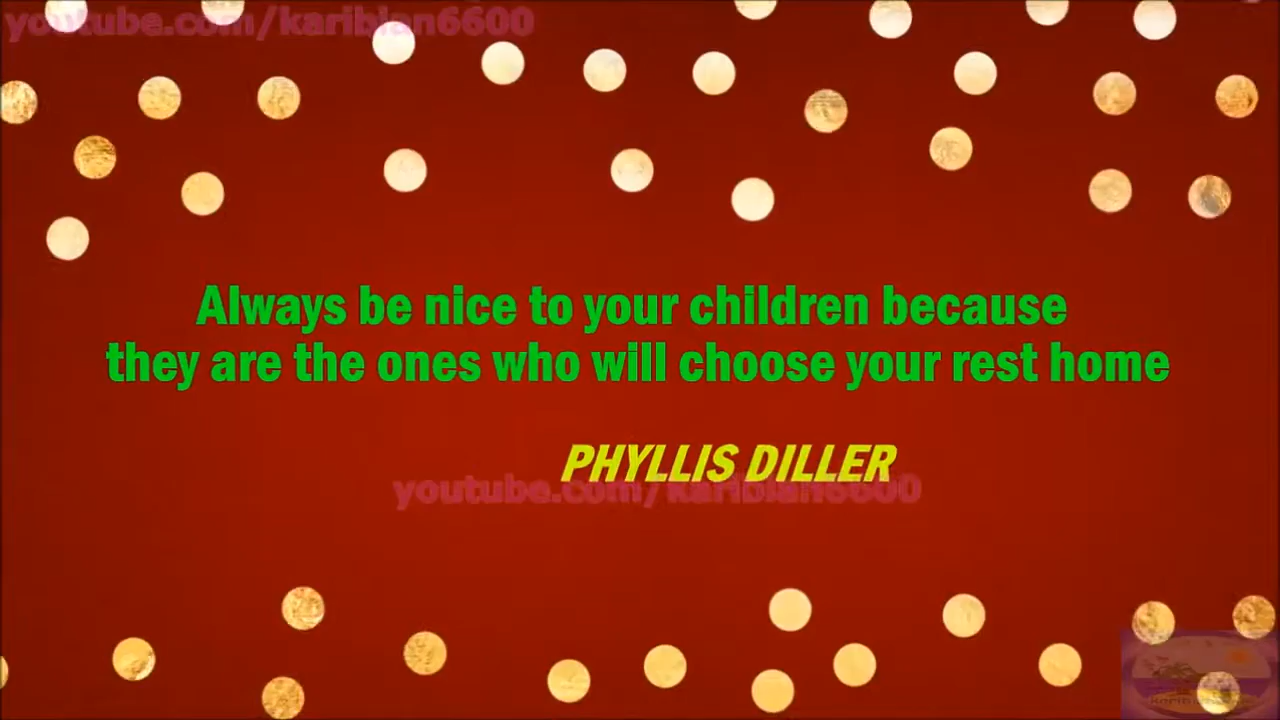 youtube.com/karibian6600
Always be nice to your children because
they are the ones who will choose your rest home
PHYLLIS DILLER
youtube.com/karibian6600